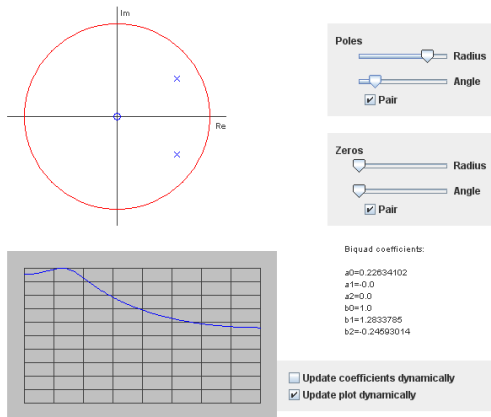 Im
Re
Poles
Radius
Angle
Pair
Zeros
Radius
Angle
Pair
Biquad coefficients:
a0=0.22634102
a1=-0.0
a2=0.0
b0=1.0
b1=1.2833785
b2=-0.24593014
Update coefficients dynamically
Update plot dynamically